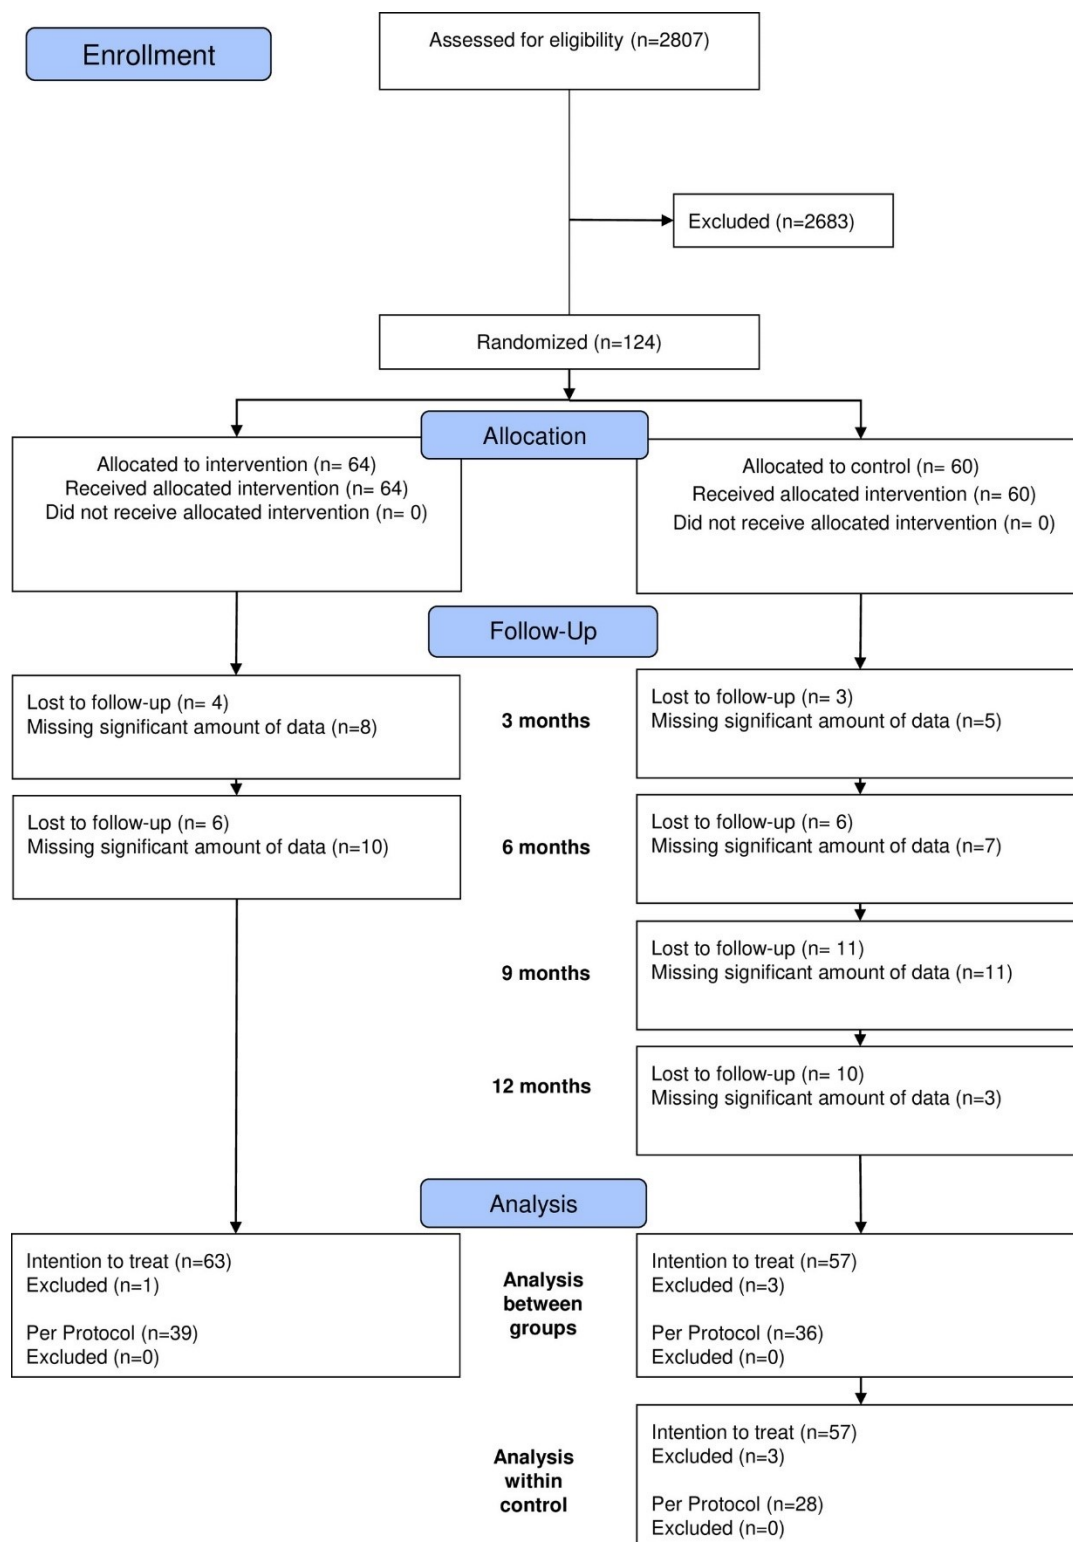 Enrollment
Assessed for eligibility (n=2807)
Excluded (n=2683)
Randomized (n=124)
Allocation
Allocated to intervention (n= 64)
Received allocated intervention (n= 64)
Did not receive allocated intervention (n= 0)
Allocated to control (n= 60)
Received allocated intervention (n= 60)
Did not receive allocated intervention (n= 0)
Follow-Up
Lost to follow-up (n= 4)
Missing significant amount of data (n=8)
3 months
Lost to follow-up (n= 3)
Missing significant amount of data (n=5)
Lost to follow-up (n= 6)
Missing significant amount of data (n=10)
6 months
Lost to follow-up (n= 6)
Missing significant amount of data (n=7)
9 months
Lost to follow-up (n= 11)
Missing significant amount of data (n=11)
12 months
Lost to follow-up (n= 10)
Missing significant amount of data (n=3)
Analysis
Intention to treat (n=63)
Excluded (n=1)
Per Protocol (n=39)
Excluded (n=0)
Analysis
between
groups
Intention to treat (n=57)
Excluded (n=3)
Per Protocol (n=36)
Excluded (n=0)
Analysis
within
control
Intention to treat (n=57)
Excluded (n=3)
Per Protocol (n=28)
Excluded (n=0)